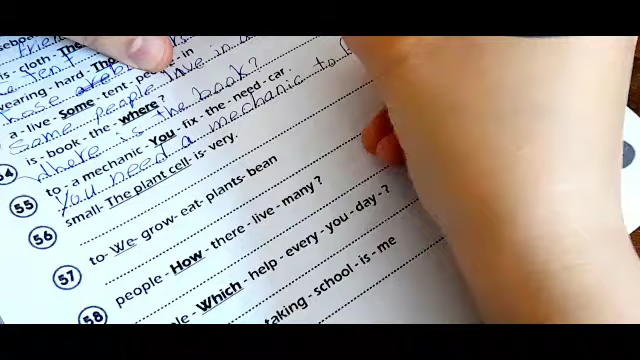 is - cloth - The
wearing - hard -
a - live - Some - tent - people - in
Some people live in
is - book - the - where ?
there is the book?
54
to - a mechanic - You - fix - the - need - car
You need a mechanic to
55
small - The plant cell - is - very.
56
to - We - grow - eat - plants - bean
57
people - How - there - live - many ?
58
Which - help - every - you - day - ?
taking - school - is - me